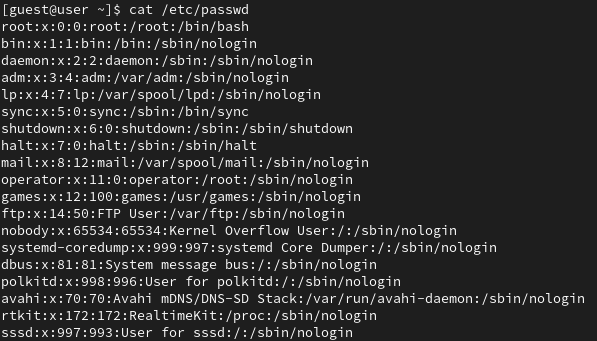 [guest@user ~]$ cat /etc/passwd
root:x:0:0:root:/root:/bin/bash
bin:x:1:1:bin:/bin:/sbin/nologin
daemon:x:2:2:daemon:/sbin:/sbin/nologin
adm:x:3:4:adm:/var/adm:/sbin/nologin
lp:x:4:7:lp:/var/spool/lpd:/sbin/nologin
sync:x:5:0:sync:/sbin:/bin/sync
shutdown:x:6:0:shutdown:/sbin:/sbin/shutdown
halt:x:7:0:halt:/sbin:/sbin/halt
mail:x:8:12:mail:/var/spool/mail:/sbin/nologin
operator:x:11:0:operator:/root:/sbin/nologin
games:x:12:100:games:/usr/games:/sbin/nologin
ftp:x:14:50:FTP User:/var/ftp:/sbin/nologin
nobody:x:65534:65534:Kernel Overflow User:/:/sbin/nologin
systemd-coredump:x:999:997:systemd Core Dumper:/:/sbin/nologin
dbus:x:81:81:System message bus:/:/sbin/nologin
polkitd:x:998:996:User for polkitd:/:/sbin/nologin
avahi:x:70:70:Avahi mDNS/DNS-SD Stack:/var/run/avahi-daemon:/sbin/nologin
rtkit:x:172:172:RealtimeKit:/proc:/sbin/nologin
sssd:x:997:993:User for sssd:/:/sbin/nologin